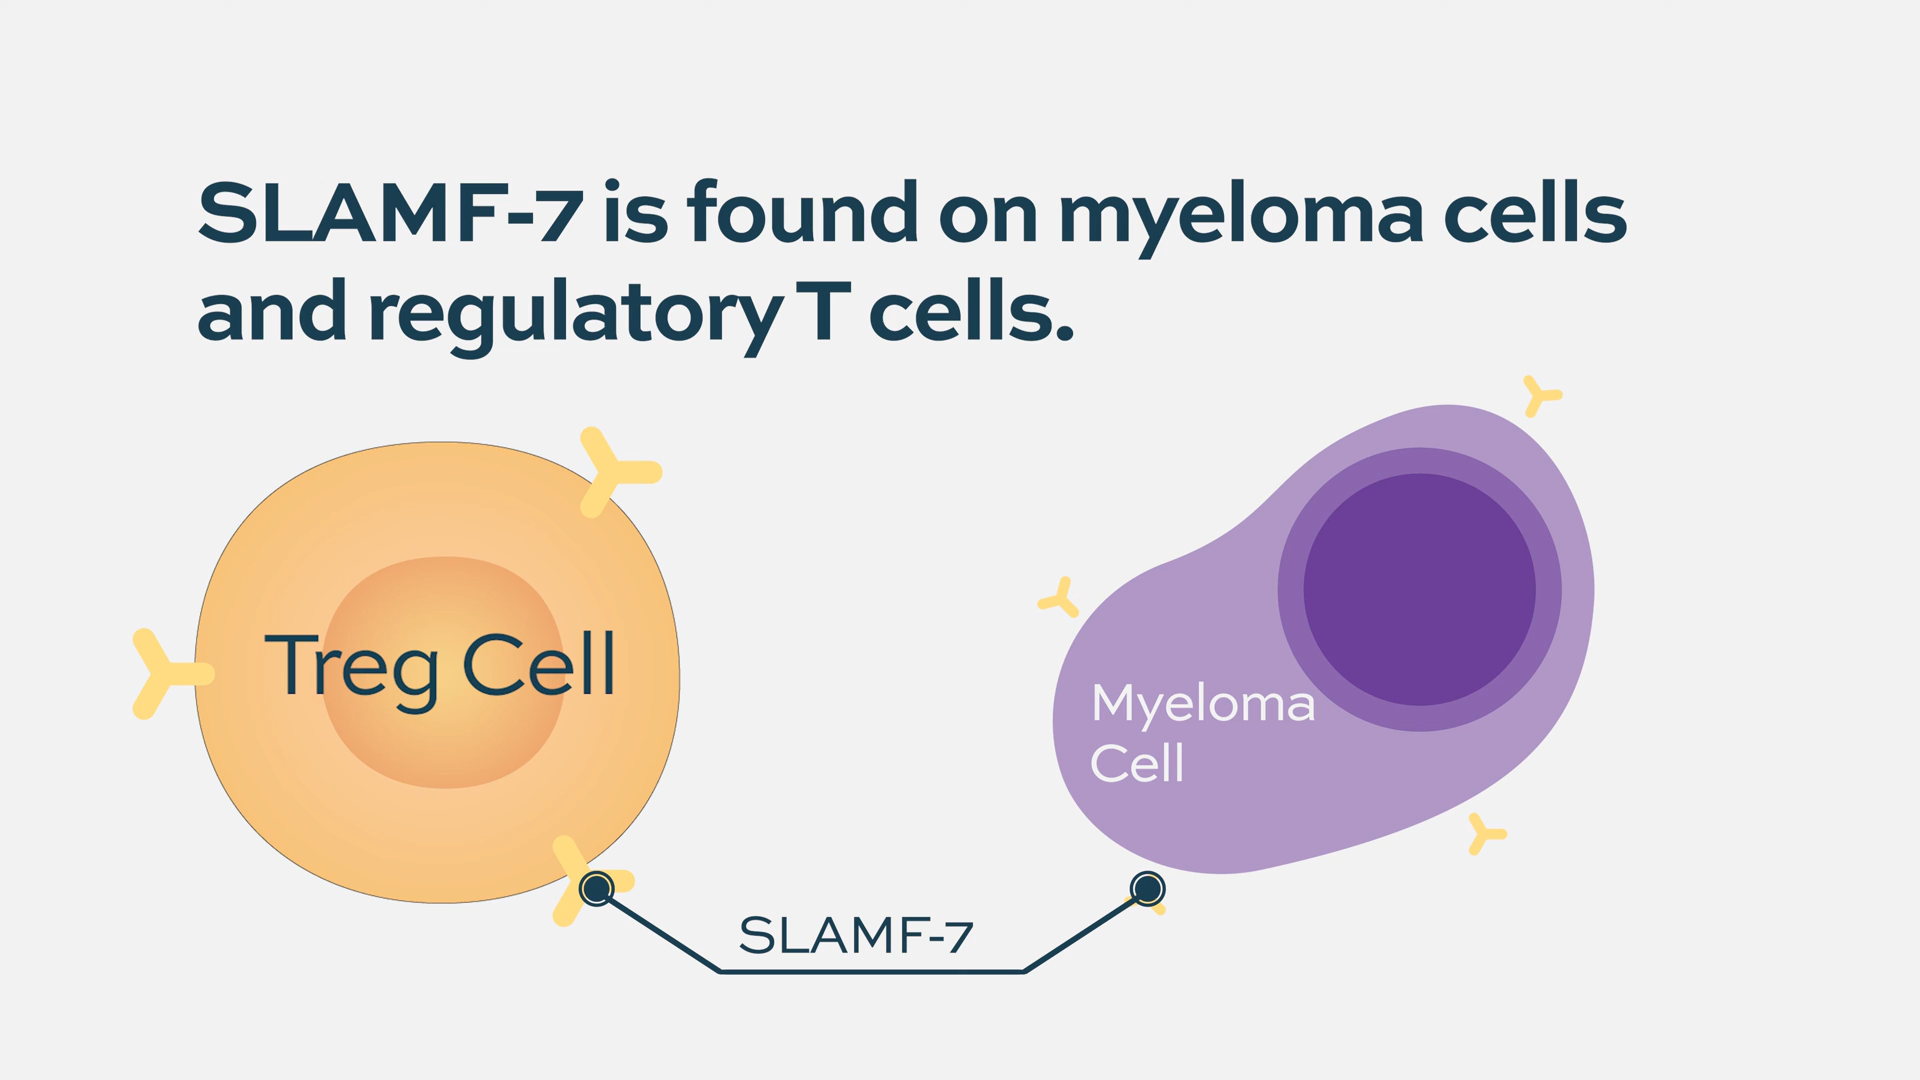 SLAMF-7 is found on myeloma cells
and regulatory T cells.
Treg Cell
Myeloma
Cell
SLAMF-7